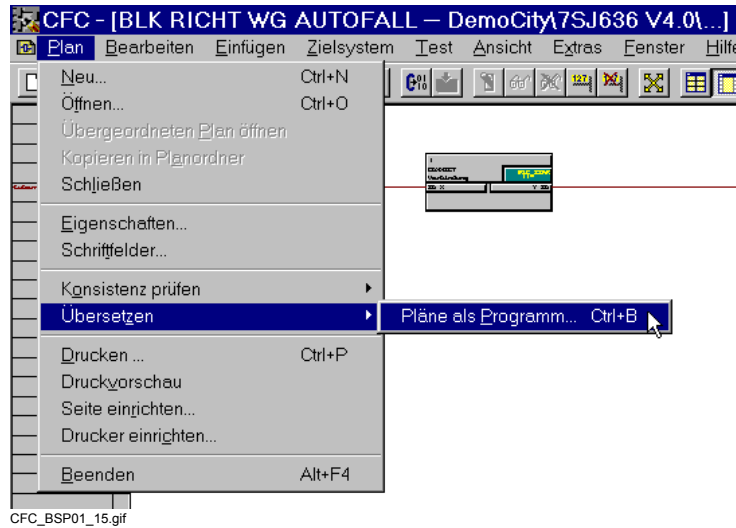 CFC - [BLK RICHT WG AUTOFALL -- DemoCity\7SJ636 V4.0\...]
Plan Bearbeiten Einfügen Zielsystem Test Ansicht Extras Fenster Hilfe
Neu... Ctrl+N
Öffnen... Ctrl+O
Übergeordneten Plan öffnen
Kopieren in Planordner
Schließen
Eigenschaften...
Schriftfelder...
Konsistenz prüfen
Übersetzen
Pläne als Programm... Ctrl+B
Drucken ... Ctrl+P
Druckvorschau
Seite einrichten...
Drucker einrichten...
Beenden Alt+F4
CFC_BSP01_15.gif